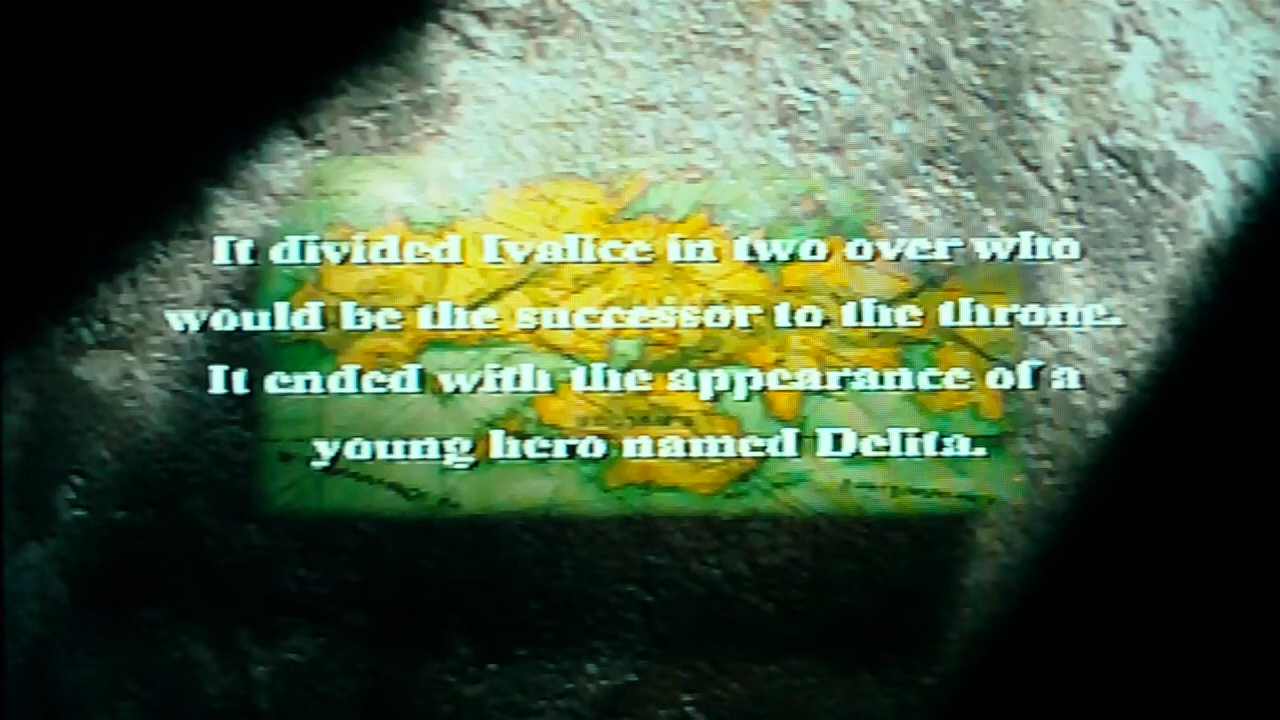 It divided Ivalice in two over who
would be the successor to the throne.
It ended with the appearance of a
young hero named Delita.